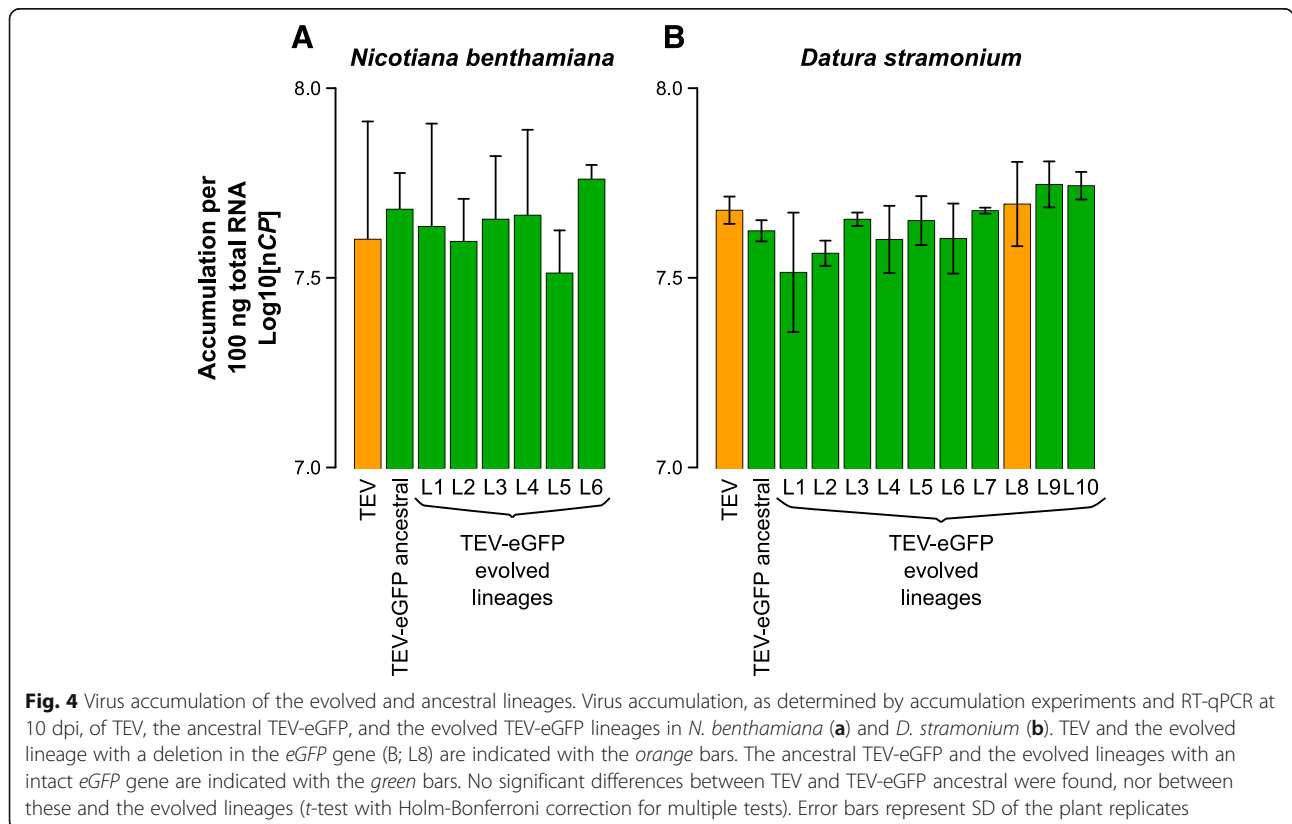 A
B
Nicotiana benthamiana
Datura stramonium
Accumulation per
100 ng total RNA
Log10[nCP]
8.0
7.5
7.0
8.0
7.5
7.0
TEV
TEV-eGFP ancestral
L1 L2 L3 L4 L5 L6
TEV-eGFP
evolved
lineages
TEV
TEV-eGFP ancestral
L1 L2 L3 L4 L5 L6 L7 L8 L9 L10
TEV-eGFP
evolved
lineages
Fig. 4 Virus accumulation of the evolved and ancestral lineages. Virus accumulation, as determined by accumulation experiments and RT-qPCR at
10 dpi, of TEV, the ancestral TEV-eGFP, and the evolved TEV-eGFP lineages in N. benthamiana (a) and D. stramonium (b). TEV and the evolved
lineage with a deletion in the eGFP gene (B; L8) are indicated with the orange bars. The ancestral TEV-eGFP and the evolved lineages with an
intact eGFP gene are indicated with the green bars. No significant differences between TEV and TEV-eGFP ancestral were found, nor between
these and the evolved lineages (t-test with Holm-Bonferroni correction for multiple tests). Error bars represent SD of the plant replicates